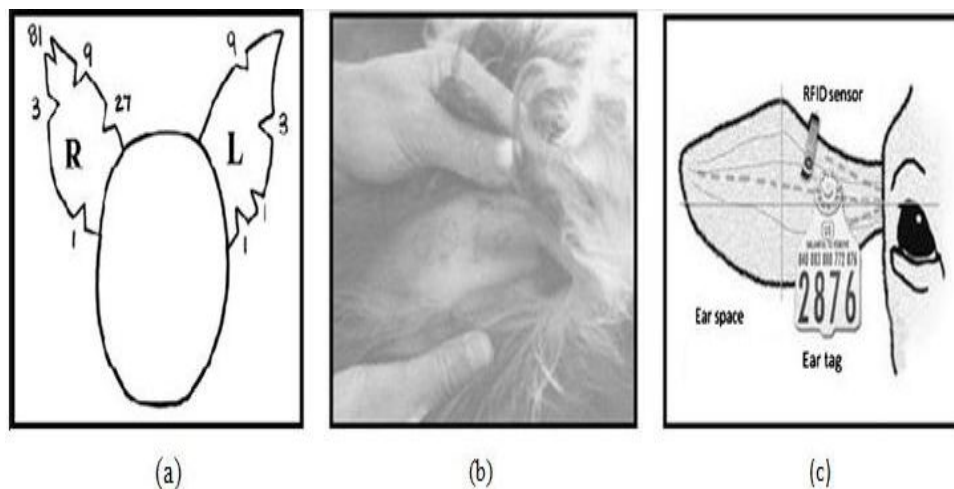 81
9
9
3
27
3
R
L
1
1
1
(a)
(b)
RFID sensor
2876
Ear space
Ear tag
(c)